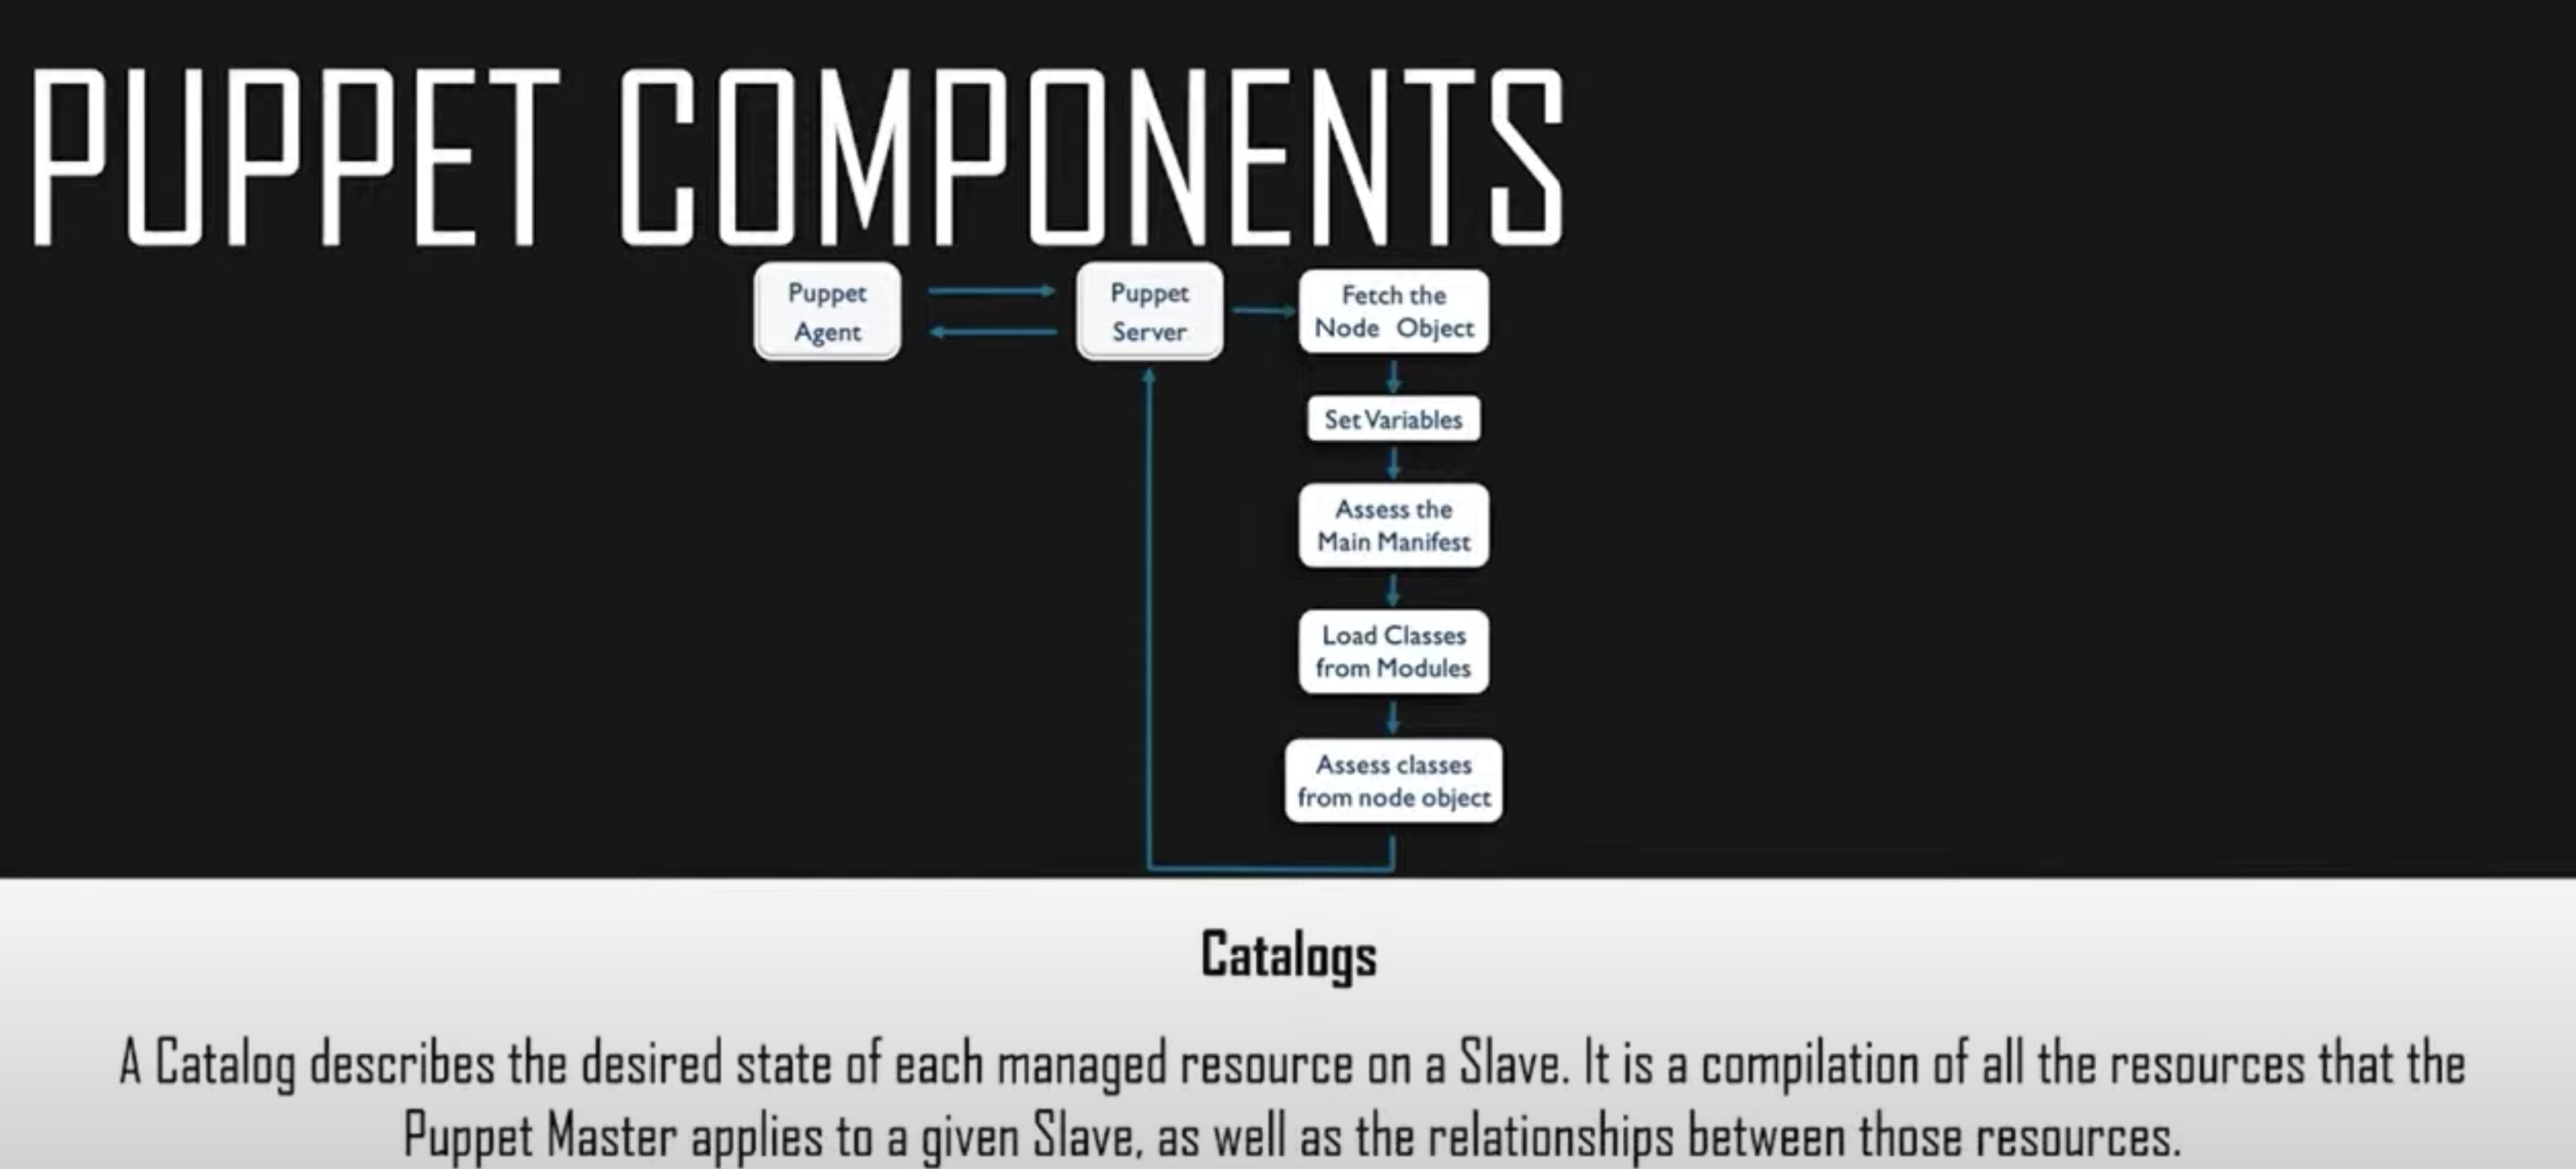 PUPPET COMPONENTS
Puppet
Agent
Puppet
Server
Fetch the
Node Object
Set Variables
Assess the
Main Manifest
Load Classes
from Modules
Assess classes
from node object
Catalogs
A Catalog describes the desired state of each managed resource on a Slave. It is a compilation of all the resources that the
Puppet Master applies to a given Slave, as well as the relationships between those resources.